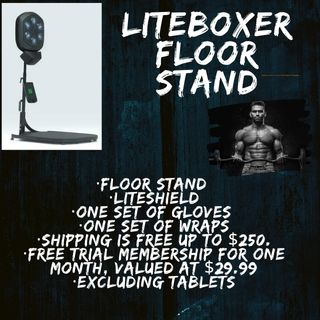 LITEBOXER
FLOOR
STAND
·FLOOR STAND
·LITESHIELD
·ONE SET OF GLOVES
·ONE SET OF WRAPS
·SHIPPING IS FREE UP TO $250.
·FREE TRIAL MEMBERSHIP FOR ONE
MONTH, VALUED AT $29.99
·EXCLUDING TABLETS